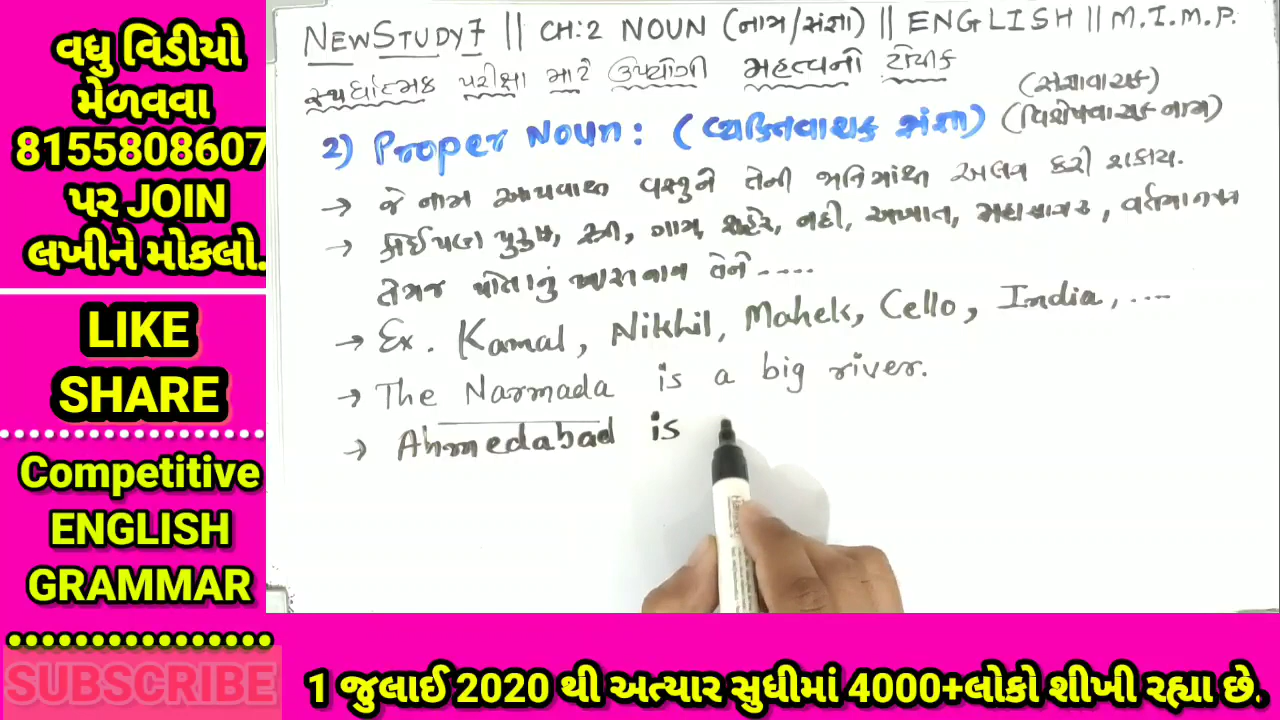 વધુ વિડીયો
મેળવવા
8155808607
પર JOIN
લખીને મોકલો.
LIKE
SHARE
Competitive
ENGLISH
GRAMMAR
SUBSCRIBE
NEWSTUDY7 || CH:2 NOUN (નામ/સંજ્ઞા) || ENGLISH || M.I.M.P.
સ્પર્ધાત્મક પરીક્ષા માટે ઉપયોગી મહત્વનો ટોપીક
(સંજ્ઞાવાચક)
2) Proper Noun: (વ્યક્તિવાચક સંજ્ઞા) (વિશેષવાચક નામ)
→ જે નામ આપવાથી વસ્તુને તેની જાતિમાંથી અલગ કરી શકાય.
→ કોઈપણ પુરુષ, સ્ત્રી, ગામ, શહેર, નદી, અખાત, મહાસાગર, વર્તમાનપત્ર
તેમજ પોતાનું ખાસ નામ તેને ----
→ Ex. Kamal, Nikhil, Mahek, Cello, India, ----
→ The Narmada is a big river.
→ Ahmedabad is
1 જુલાઈ 2020 થી અત્યાર સુધીમાં 4000+લોકો શીખી રહ્યા છે.